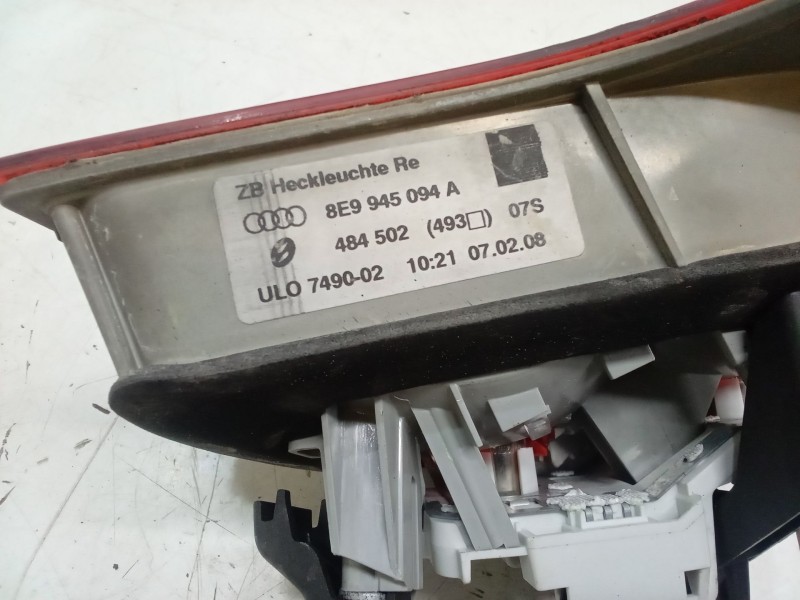 ZB Heckleuchte Re
8E9 945 094 A
484 502 (493□) 07S
ULO 7490-02 10:21 07.02.08